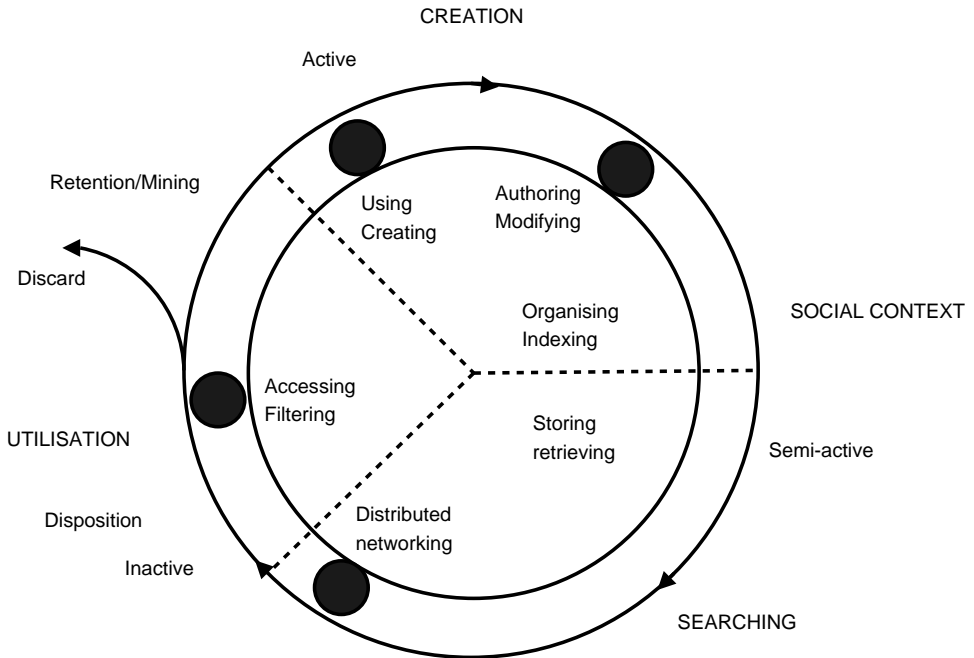 CREATION
Active
Retention/Mining
Using
Creating
Authoring
Modifying
Discard
Organising
Indexing
SOCIAL CONTEXT
Accessing
Filtering
UTILISATION
Storing
retrieving
Semi-active
Disposition
Distributed
networking
Inactive
SEARCHING